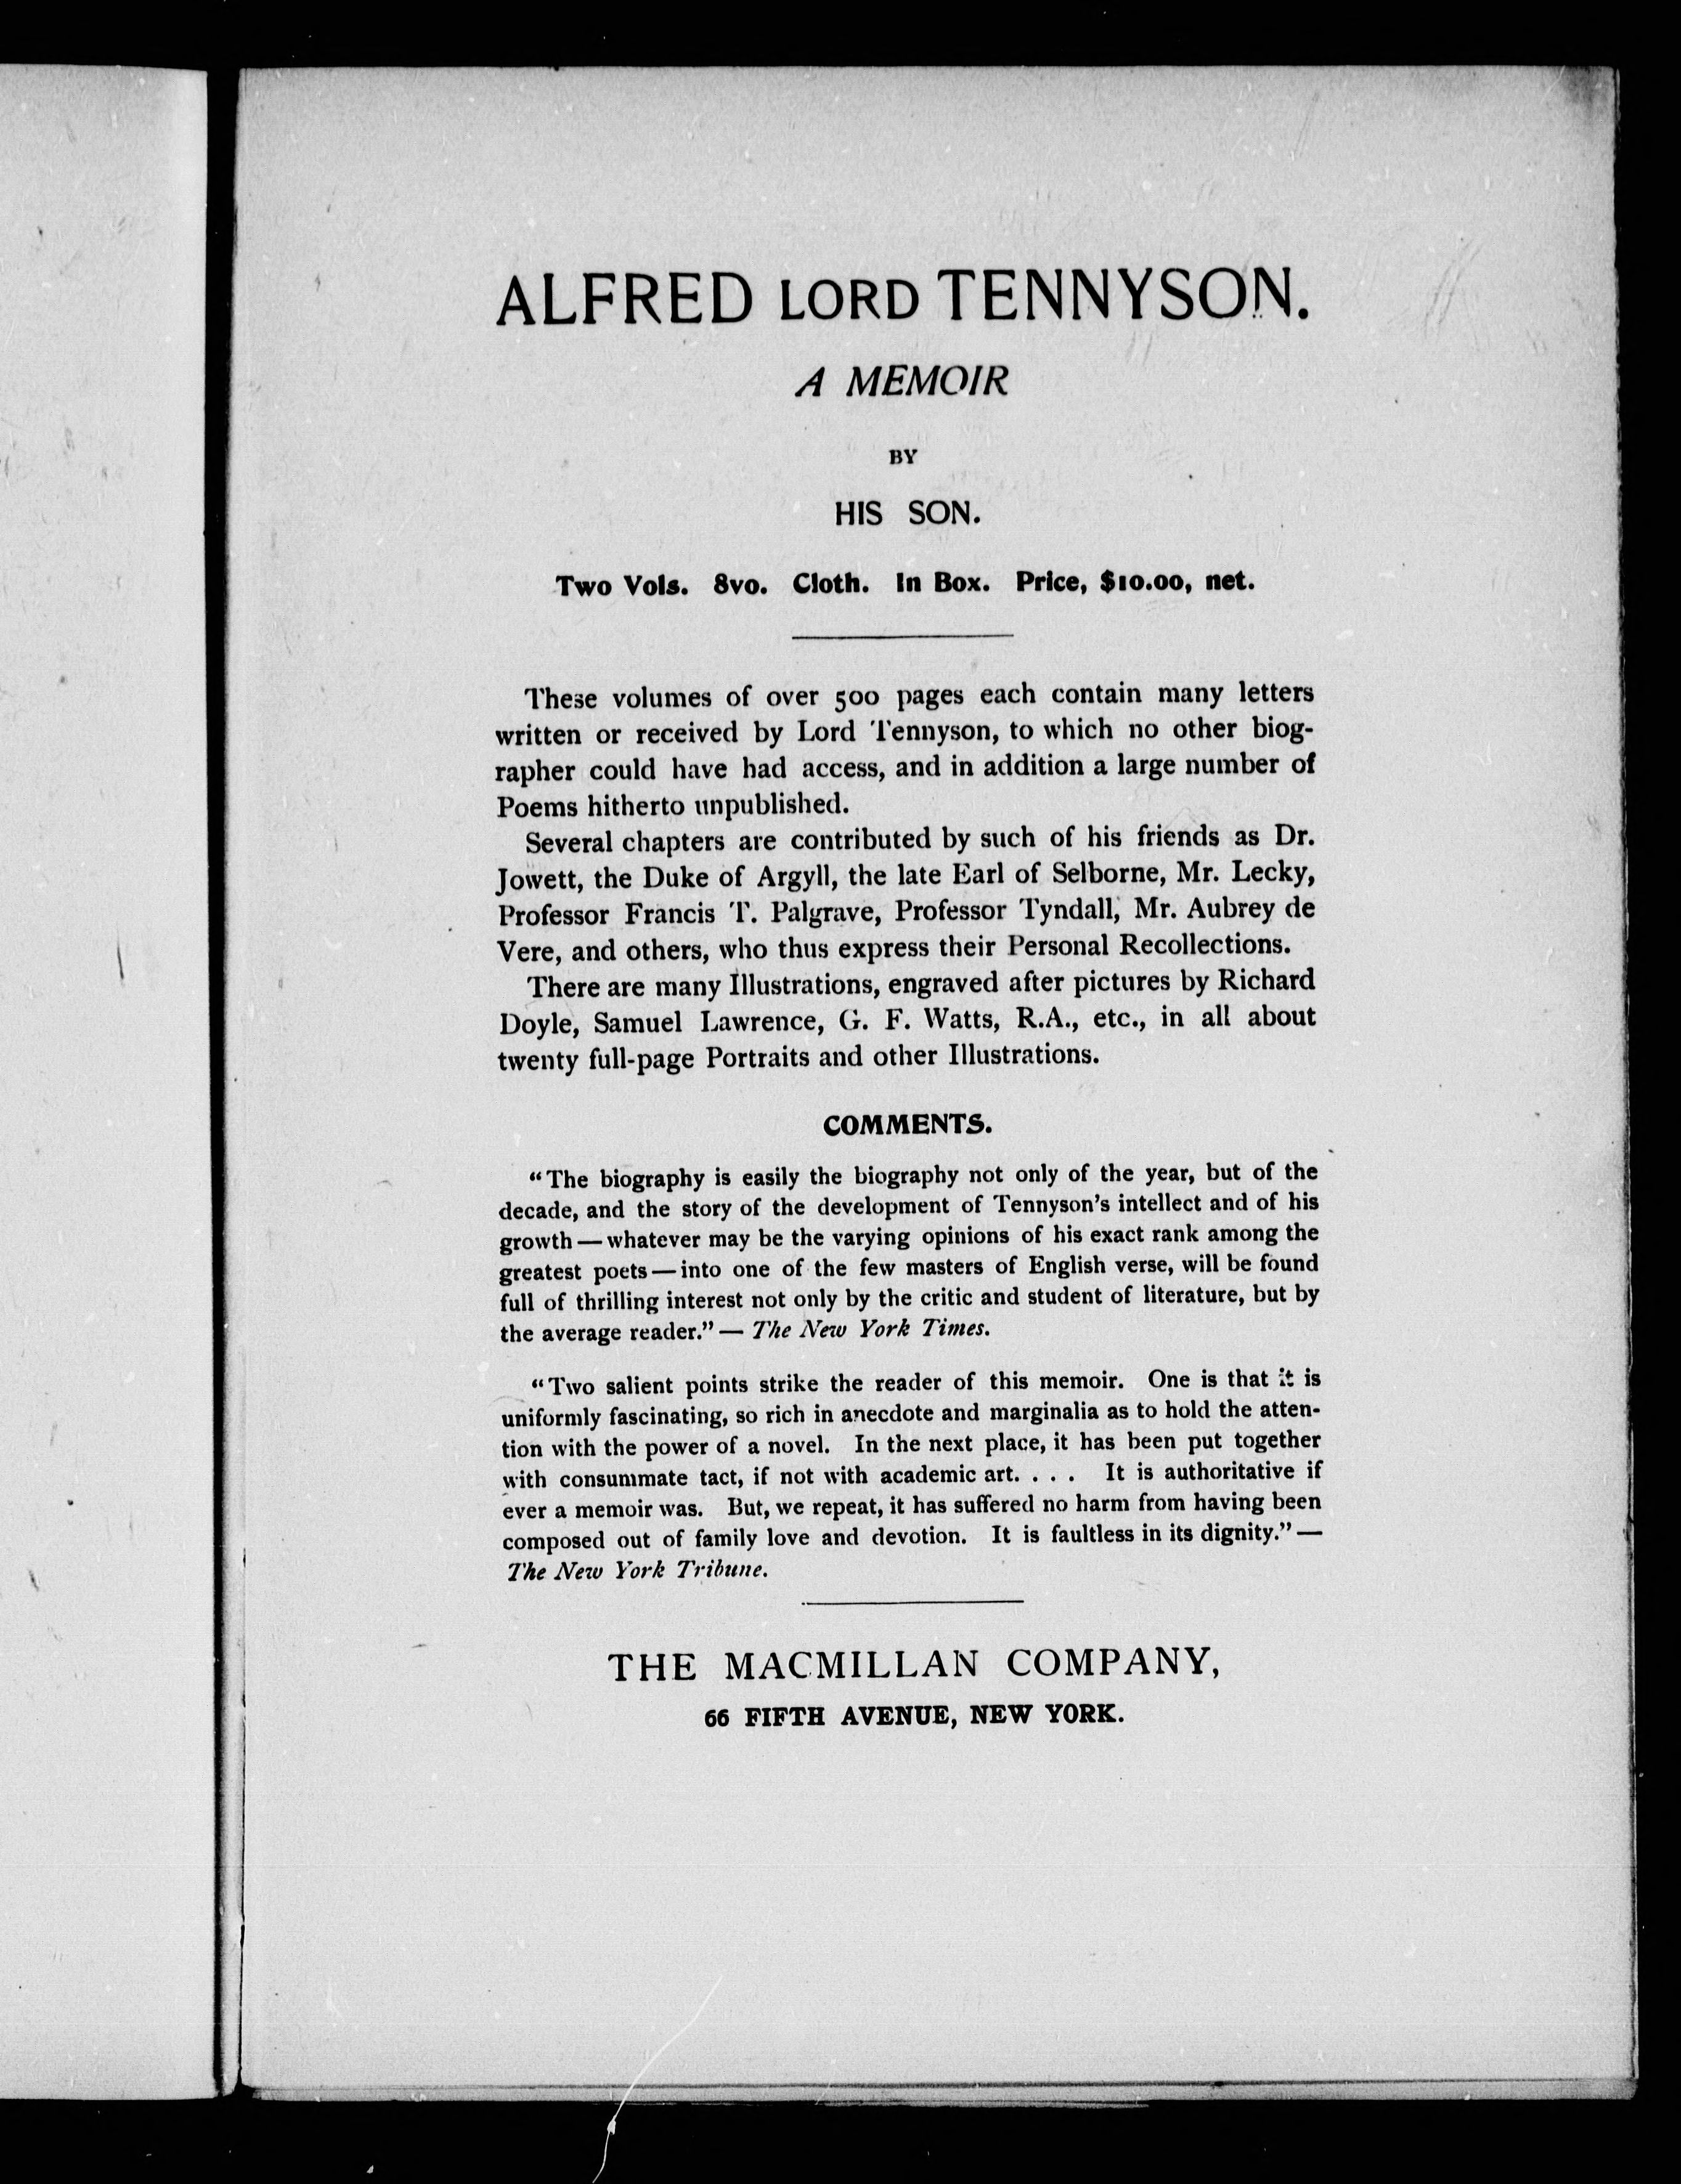 ALFRED LORD TENNYSON.
A MEMOIR
BY
HIS SON.
Two Vols. 8vo. Cloth. In Box. Price, $10.00, net.
These volumes of over 500 pages each contain many letters
written or received by Lord Tennyson, to which no other biog-
rapher could have had access, and in addition a large number of
Poems hitherto unpublished.
Several chapters are contributed by such of his friends as Dr.
Jowett, the Duke of Argyll, the late Earl of Selborne, Mr. Lecky,
Professor Francis T. Palgrave, Professor Tyndall, Mr. Aubrey de
Vere, and others, who thus express their Personal Recollections.
There are many Illustrations, engraved after pictures by Richard
Doyle, Samuel Lawrence, G. F. Watts, R.A., etc., in all about
twenty full-page Portraits and other Illustrations.
COMMENTS.
“The biography is easily the biography not only of the year, but of the
decade, and the story of the development of Tennyson’s intellect and of his
growth — whatever may be the varying opinions of his exact rank among the
greatest poets — into one of the few masters of English verse, will be found
full of thrilling interest not only by the critic and student of literature, but by
the average reader.” — The New York Times.
“Two salient points strike the reader of this memoir. One is that it is
uniformly fascinating, so rich in anecdote and marginalia as to hold the atten-
tion with the power of a novel. In the next place, it has been put together
with consummate tact, if not with academic art. . . . It is authoritative if
ever a memoir was. But, we repeat, it has suffered no harm from having been
composed out of family love and devotion. It is faultless in its dignity.” —
The New York Tribune.
THE MACMILLAN COMPANY,
66 FIFTH AVENUE, NEW YORK.